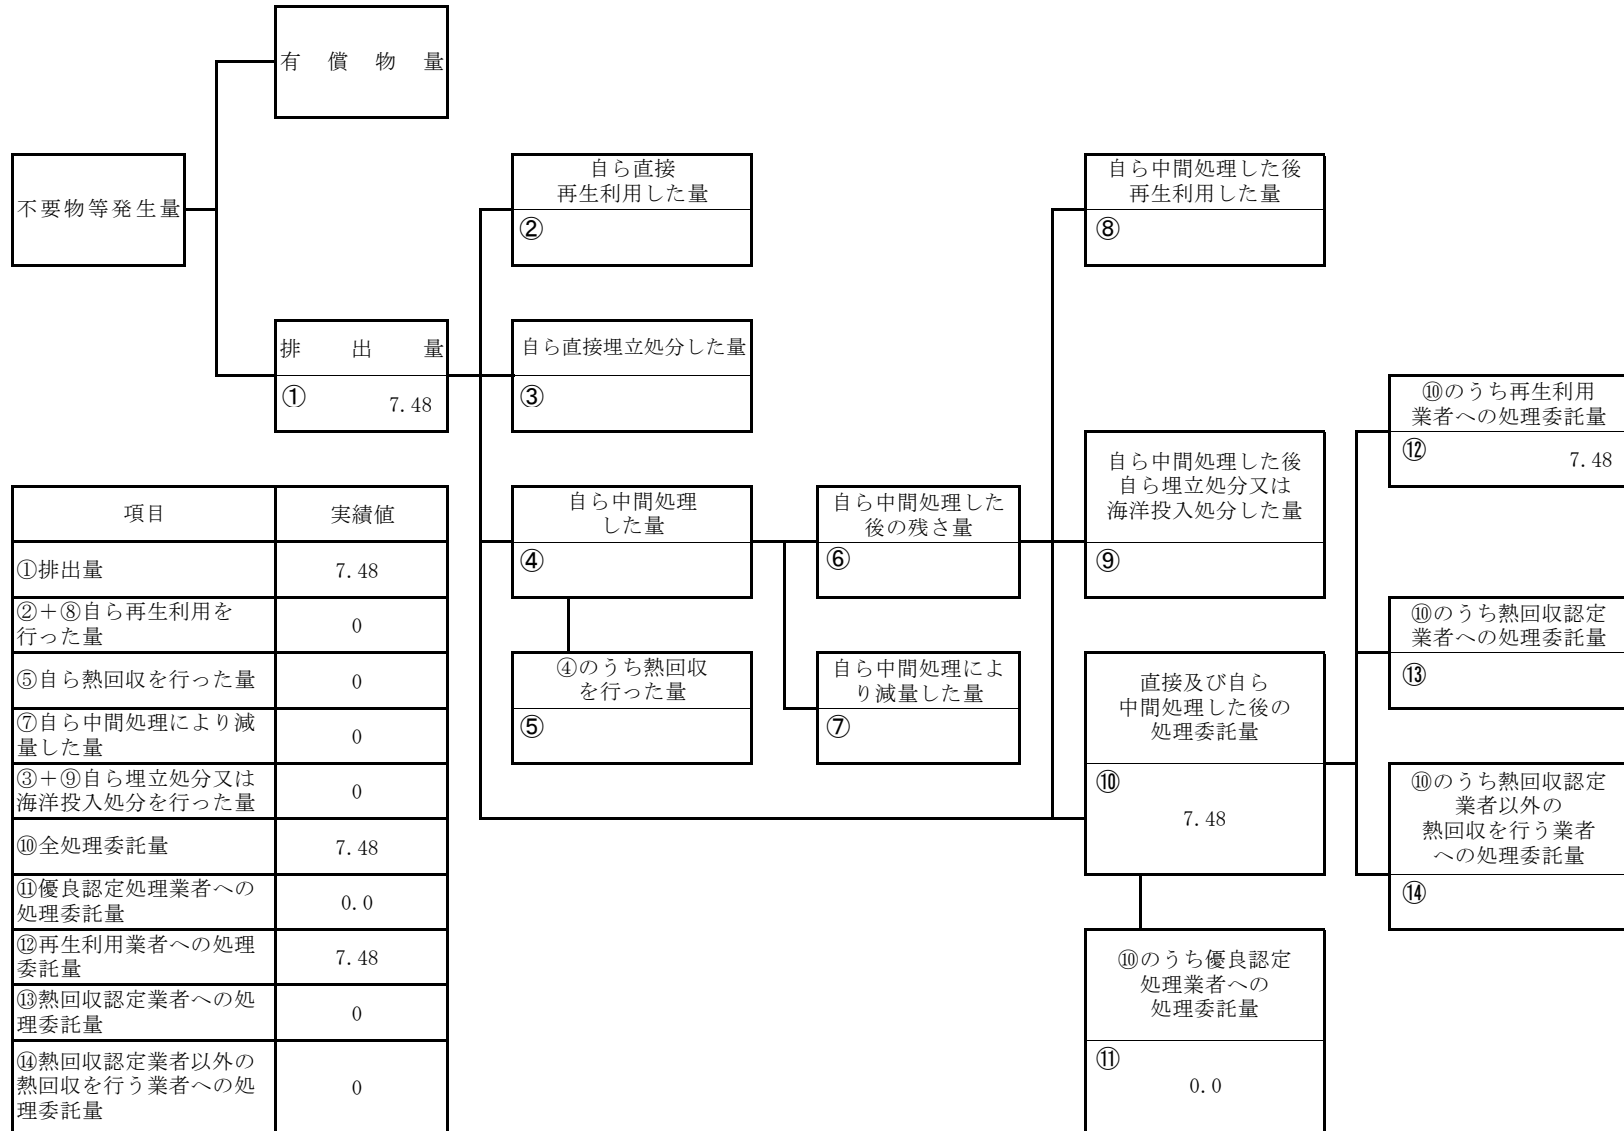 有償物量
不要物等発生量
排出量
①
7.48
自ら直接
再生利用した量
②
自ら直接埋立処分した量
③
自ら中間処理
した量
④
④のうち熱回収
を行った量
⑤
自ら中間処理した
後の残さ量
⑥
自ら中間処理によ
り減量した量
⑦
自ら中間処理した後
再生利用した量
⑧
自ら中間処理した後
自ら埋立処分又は
海洋投入処分した量
⑨
直接及び自ら
中間処理した後の
処理委託量
⑩
7.48
⑩のうち優良認定
処理業者への
処理委託量
⑪
0.0
⑩のうち再生利用
業者への処理委託量
⑫
7.48
⑩のうち熱回収認定
業者への処理委託量
⑬
⑩のうち熱回収認定
業者以外の
熱回収を行う業者
への処理委託量
⑭
項目 実績値
①排出量 7.48
②+⑧自ら再生利用を
行った量 0
⑤自ら熱回収を行った量 0
⑦自ら中間処理により減
量した量 0
③+⑨自ら埋立処分又は
海洋投入処分を行った量 0
⑩全処理委託量 7.48
⑪優良認定処理業者への
処理委託量 0.0
⑫再生利用業者への処理
委託量 7.48
⑬熱回収認定業者への処
理委託量 0
⑭熱回収認定業者以外の
熱回収を行う業者への処 0
理委託量